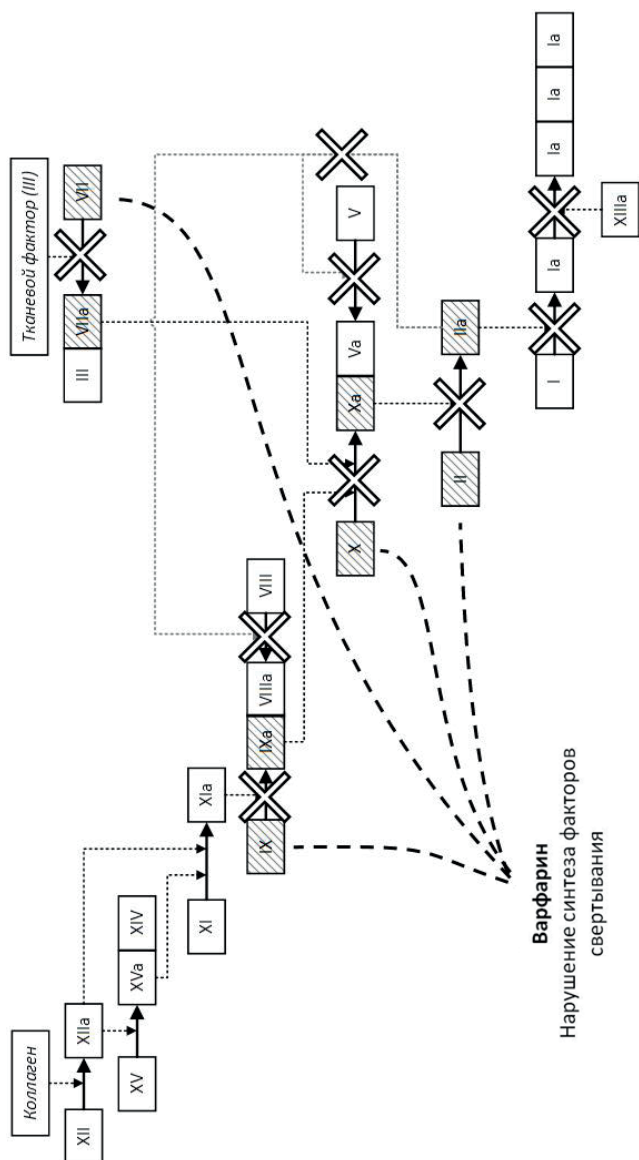 Коллаген
XII
XIIa
XV
XVa
XIV
XI
XIa
IX
IXa
VIIIa
VIII
Тканевой фактор (III)
III
VIIa
VII
X
Xa
Va
V
II
IIa
I
Ia
Ia
Ia
Ia
XIIIa
Варфарин
Нарушение синтеза факторов
свертывания